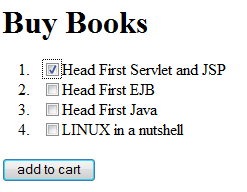 Buy Books
1. Head First Servlet and JSP
2. Head First EJB
3. Head First Java
4. LINUX in a nutshell
add to cart